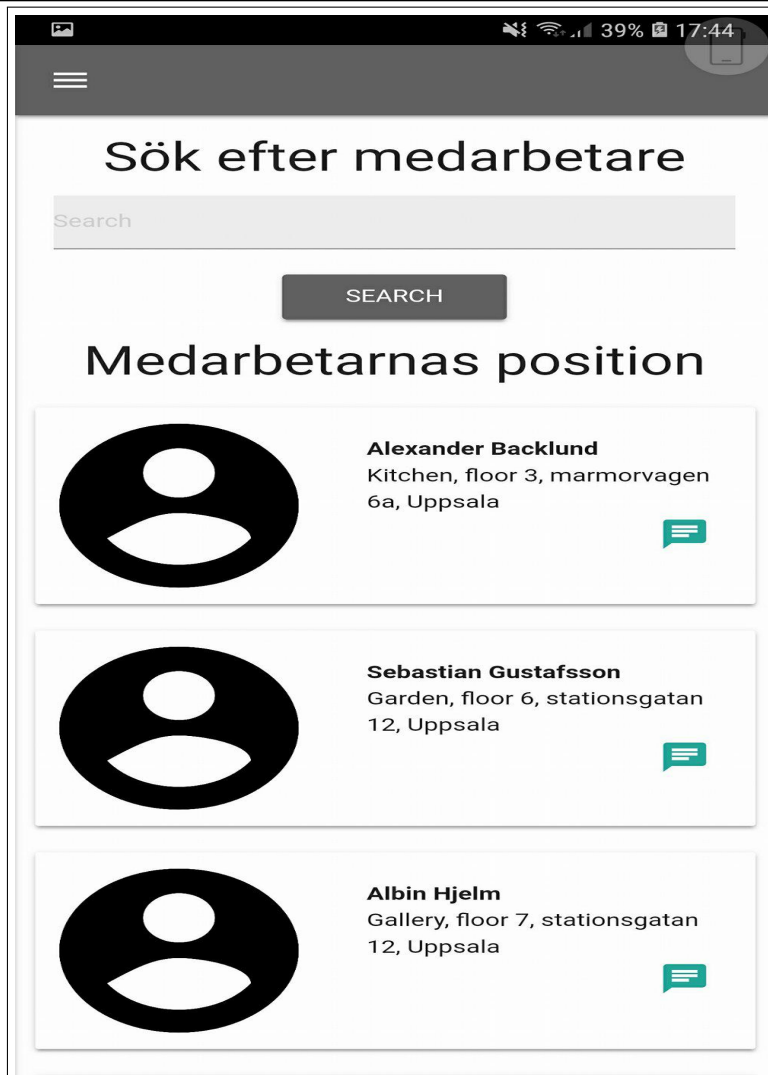 39% 17:44
Sök efter medarbetare
Search
SEARCH
Medarbetarnas position
Alexander Backlund
Kitchen, floor 3, marmorvagen
6a, Uppsala
Sebastian Gustafsson
Garden, floor 6, stationsgatan
12, Uppsala
Albin Hjelm
Gallery, floor 7, stationsgatan
12, Uppsala